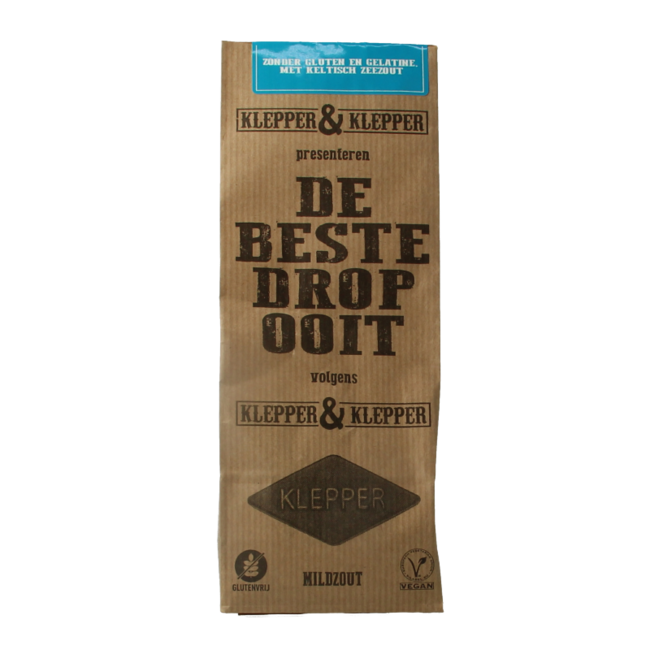 ZONDER GLUTEN EN GELATINE,
MET KELTISCH ZEEZOUT
KLEPPER & KLEPPER
presenteren
DE
BESTE
DROP
OOIT
volgens
KLEPPER & KLEPPER
KLEPPER
GLUTENVRIJ
MILDZOUT
VEGAN